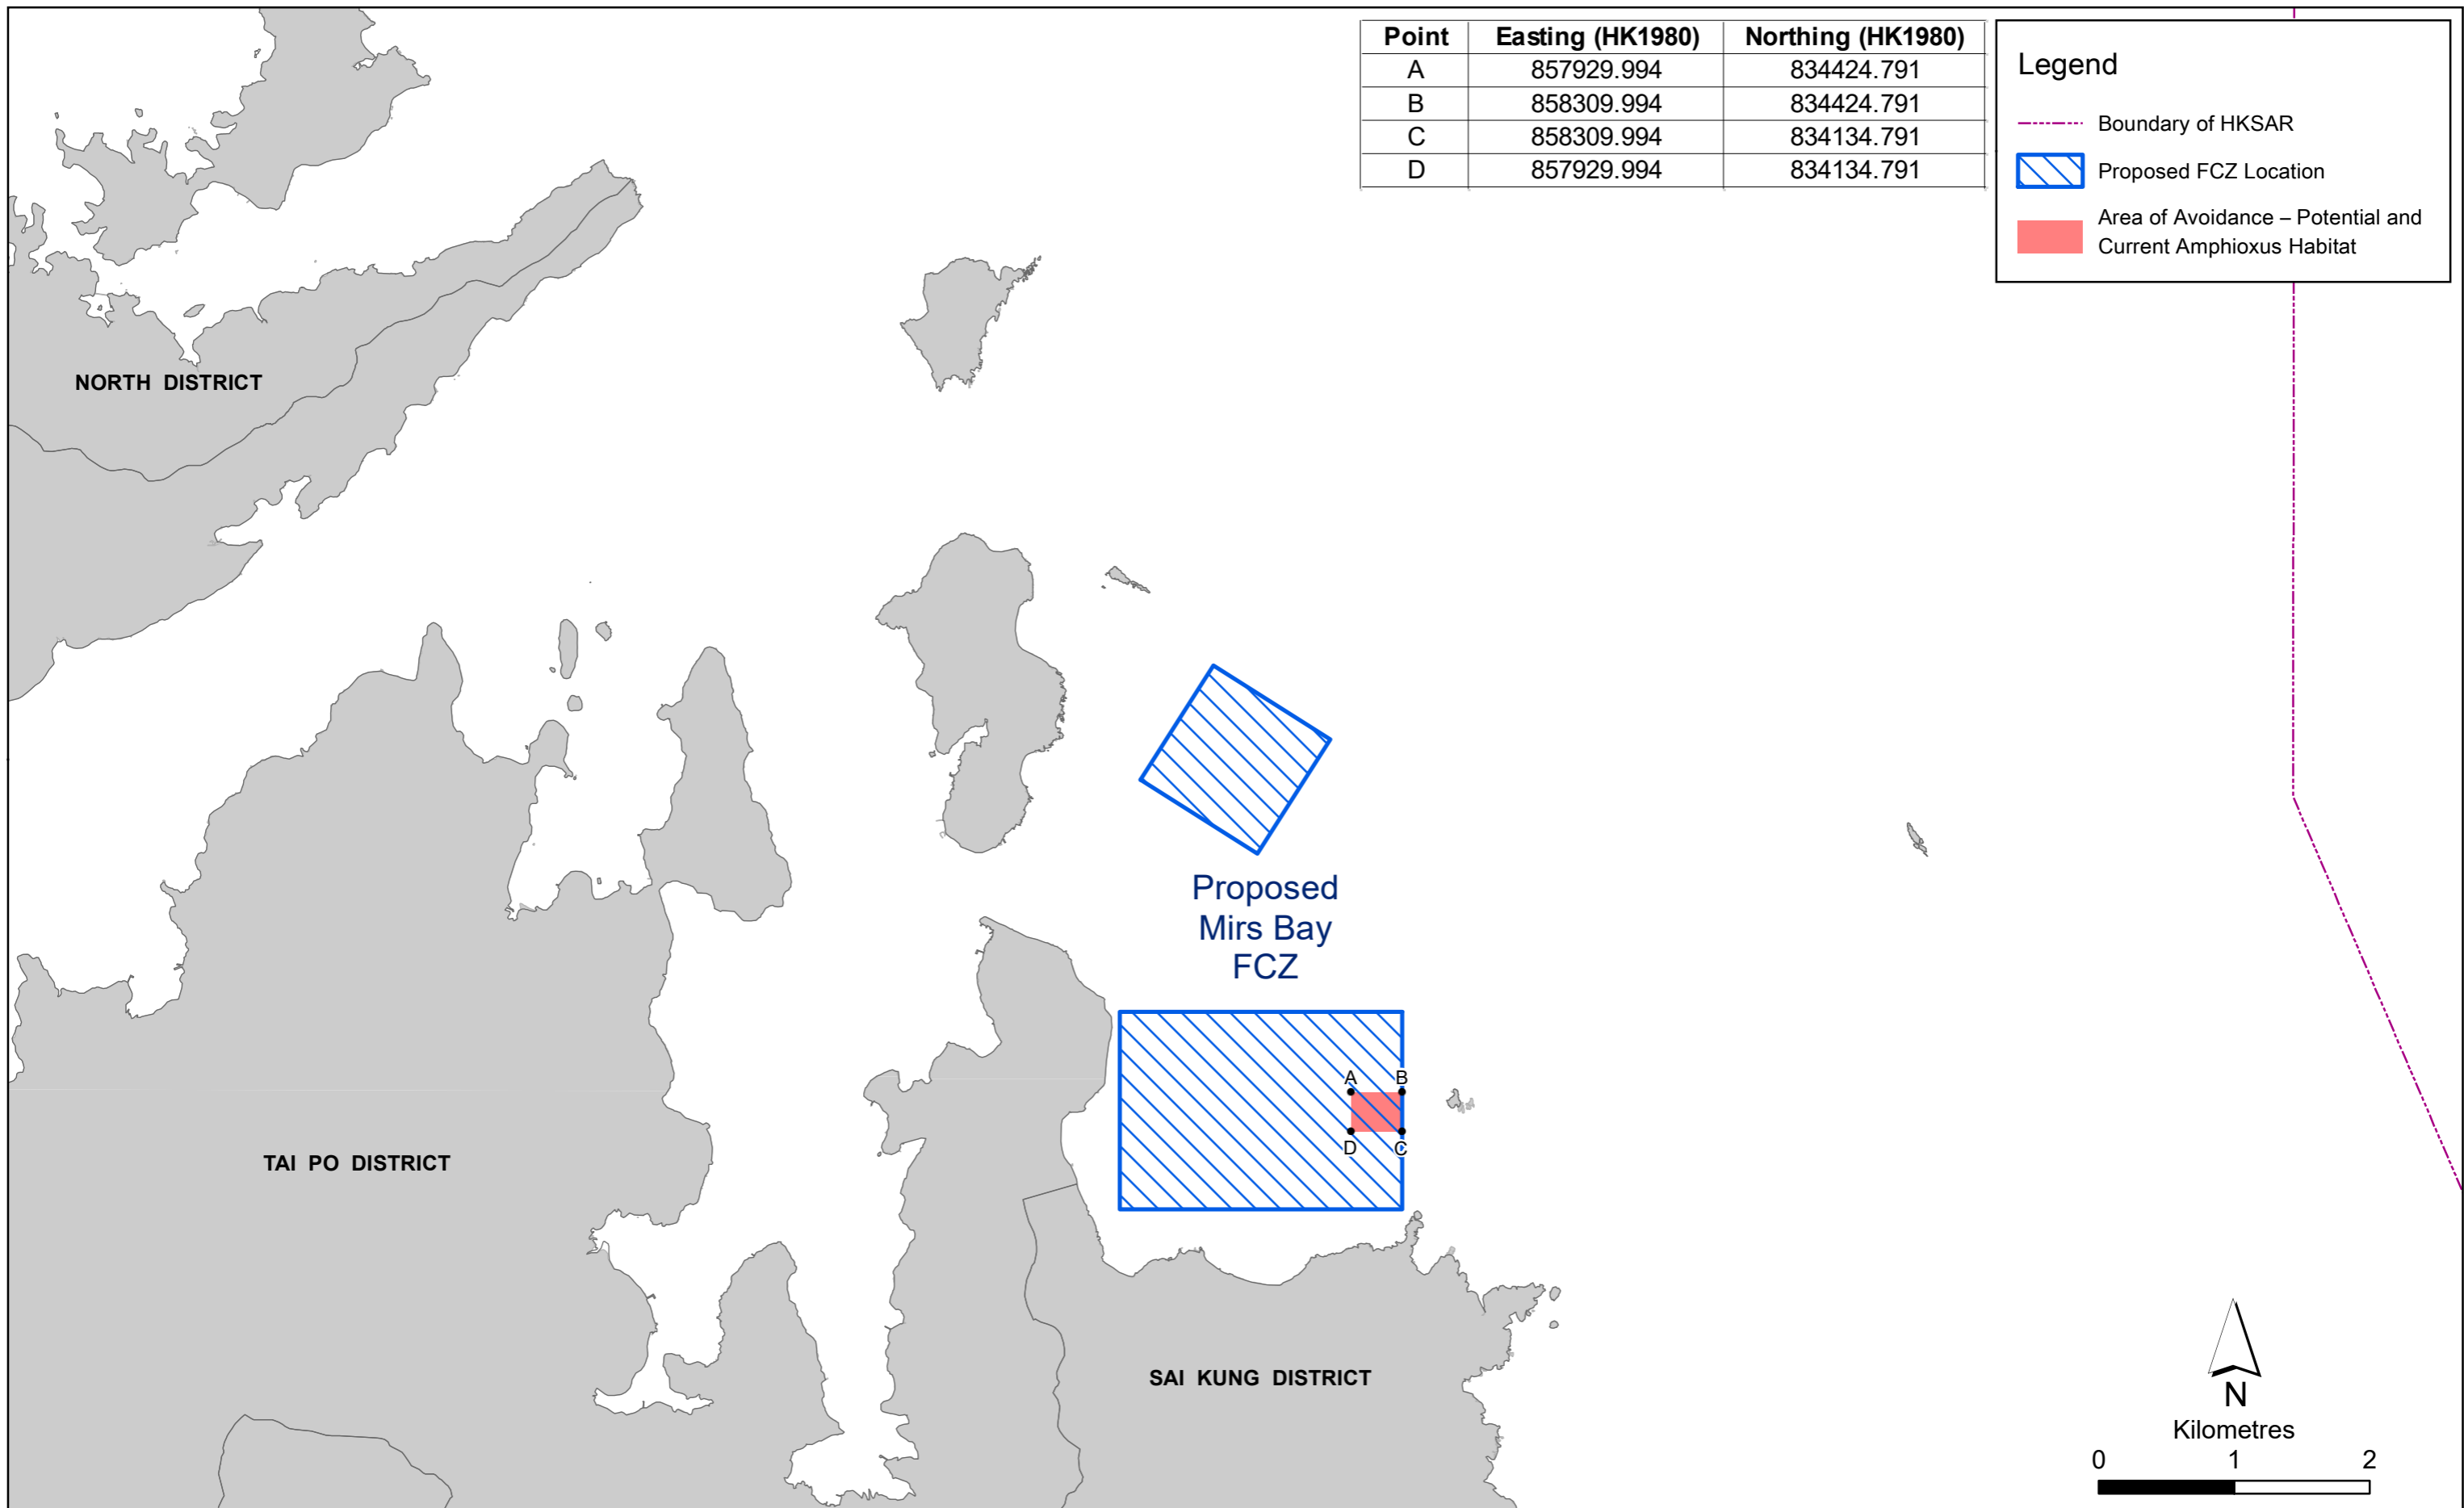 Point Easting (HK1980) Northing (HK1980)
A 857929.994 834424.791
B 858309.994 834424.791
C 858309.994 834134.791
D 857929.994 834134.791
Legend
Boundary of HKSAR
Proposed FCZ Location
Area of Avoidance – Potential and
Current Amphioxus Habitat
NORTH DISTRICT
Proposed
Mirs Bay
FCZ
A B
D C
TAI PO DISTRICT
SAI KUNG DISTRICT
N
Kilometres
0 1 2